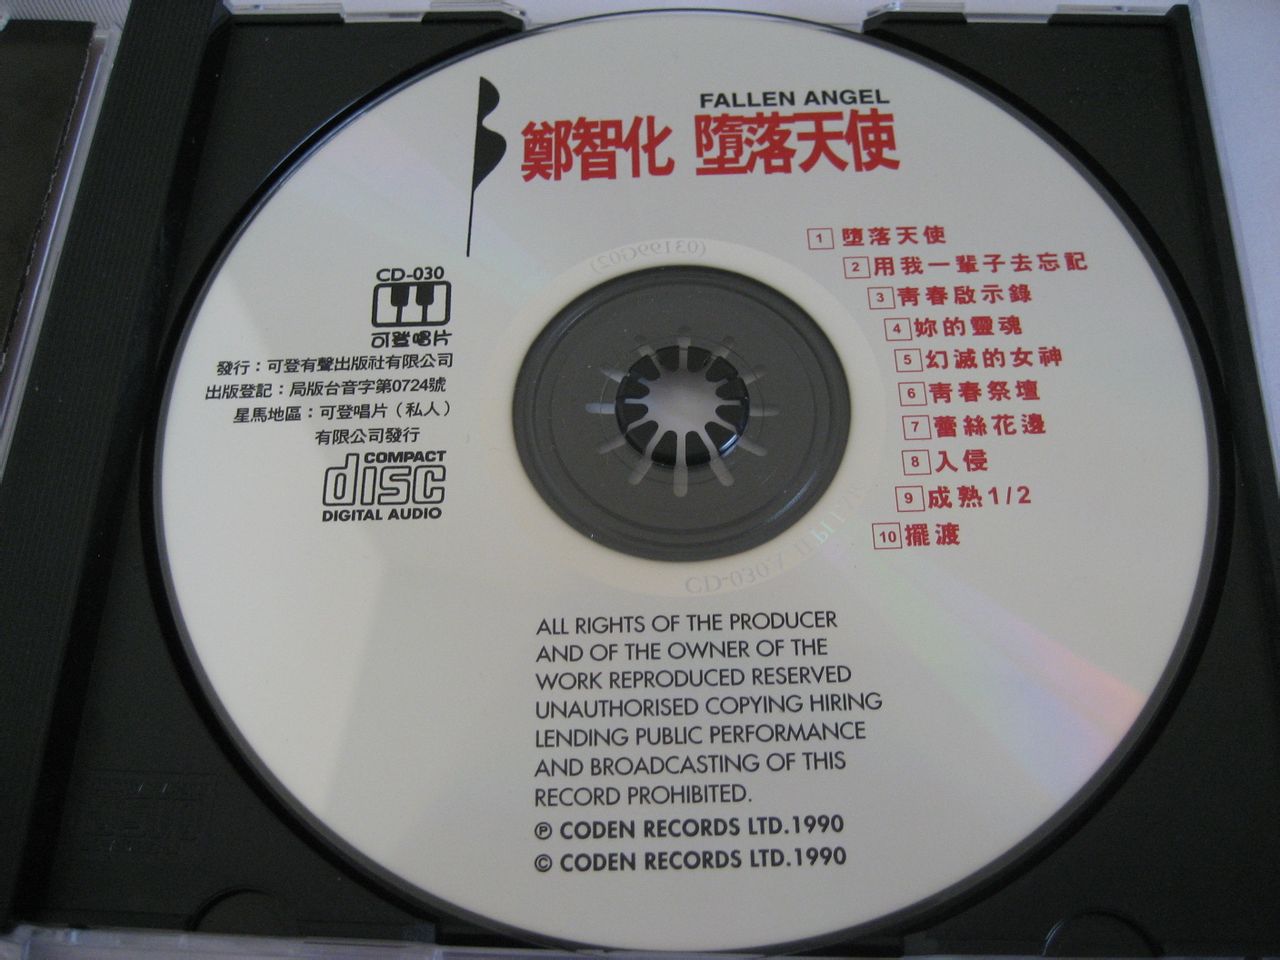 FALLEN ANGEL
鄭智化 墮落天使
CD-030
可登唱片
發行：可登有聲出版社有限公司
出版登記：局版台音字第0724號
星馬地區：可登唱片（私人）
有限公司發行
COMPACT
disc
DIGITAL AUDIO
1 墮落天使
2 用我一輩子去忘記
3 青春啟示錄
4 妳的靈魂
5 幻滅的女神
6 青春祭壇
7 蕾絲花邊
8 入侵
9 成熟1/2
10 擺渡
(03199G02)
ALL RIGHTS OF THE PRODUCER
AND OF THE OWNER OF THE
WORK REPRODUCED RESERVED
UNAUTHORISED COPYING HIRING
LENDING PUBLIC PERFORMANCE
AND BROADCASTING OF THIS
RECORD PROHIBITED.
℗ CODEN RECORDS LTD.1990
© CODEN RECORDS LTD.1990